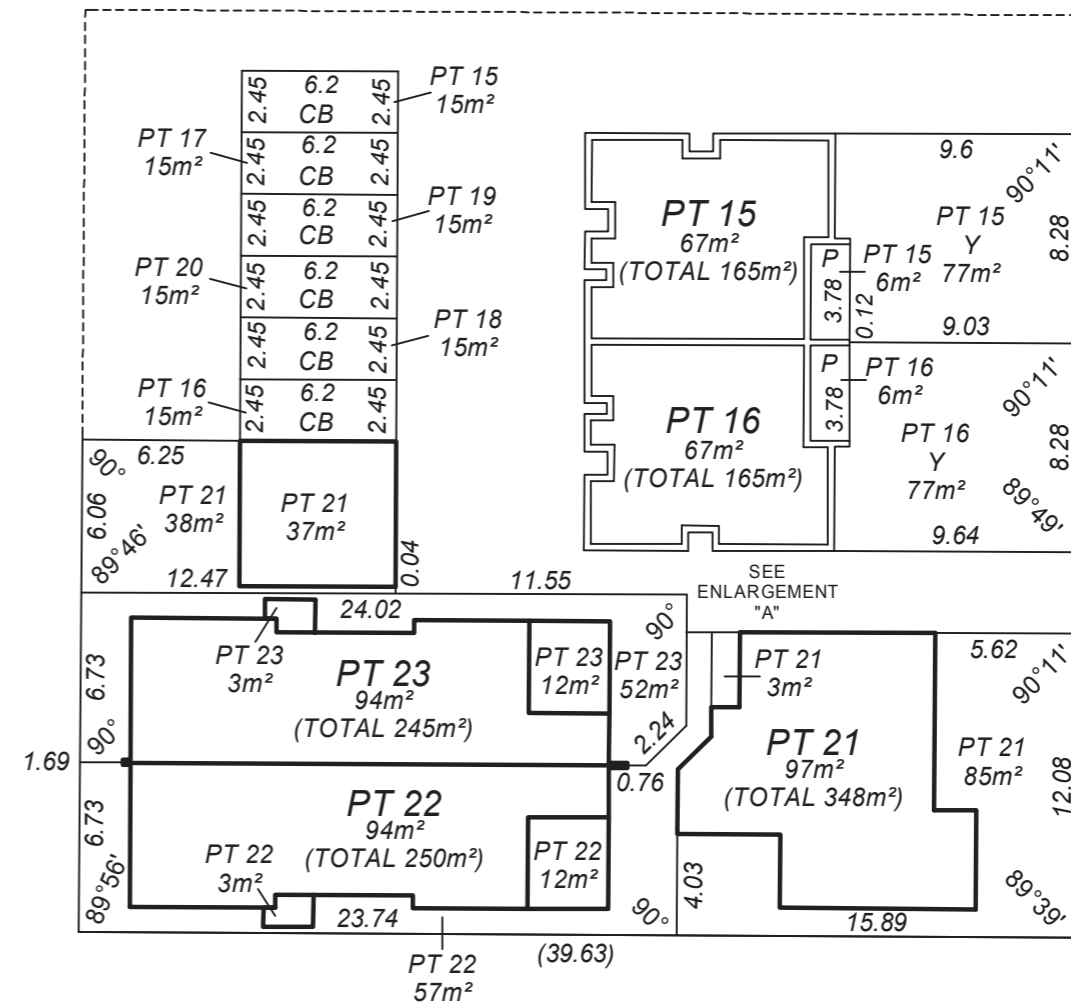 2.45 6.2 2.45
CB
PT 15
15m²
PT 17
15m²
2.45 6.2 2.45
CB
2.45 6.2 2.45
CB
PT 19
15m²
PT 20
15m²
2.45 6.2 2.45
CB
2.45 6.2 2.45
CB
PT 18
15m²
PT 16
15m²
2.45 6.2 2.45
CB
PT 15
67m²
(TOTAL 165m²)
P
3.78
PT 15
6m²
0.12
9.6
90°11'
PT 15
Y
77m²
8.28
9.03
PT 16
67m²
(TOTAL 165m²)
P
3.78
PT 16
6m²
90°11'
PT 16
Y
77m²
8.28
89°49'
9.64
90°
6.25
6.06
PT 21
38m²
89°46'
12.47
PT 21
37m²
0.04
11.55
SEE
ENLARGEMENT
"A"
24.02
90°
6.73
PT 23
3m²
PT 23
94m²
(TOTAL 245m²)
PT 23
12m²
PT 23
52m²
90°
2.24
1.69
0.76
6.73
PT 22
94m²
(TOTAL 250m²)
PT 22
3m²
PT 22
12m²
89°56'
23.74
90°
PT 22
57m²
(39.63)
PT 21
3m²
5.62
90°11'
PT 21
97m²
(TOTAL 348m²)
PT 21
85m²
12.08
4.03
89°39'
15.89